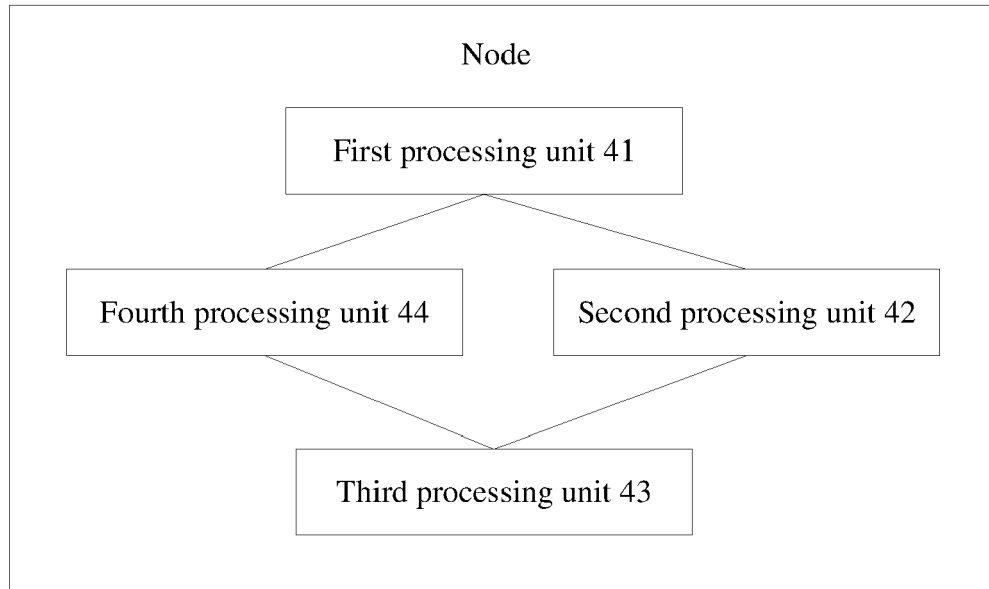 Node
First processing unit 41
Fourth processing unit 44
Second processing unit 42
Third processing unit 43